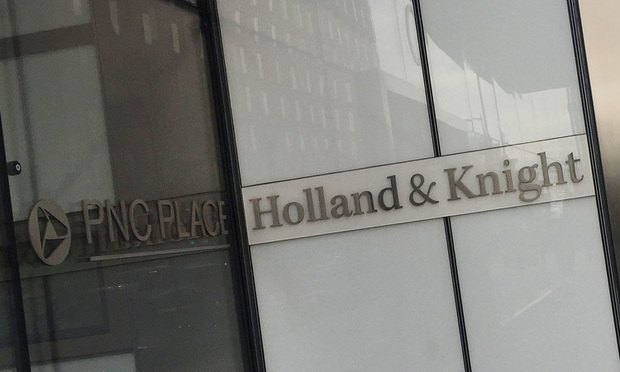 PNC PLACE
Holland & Knight